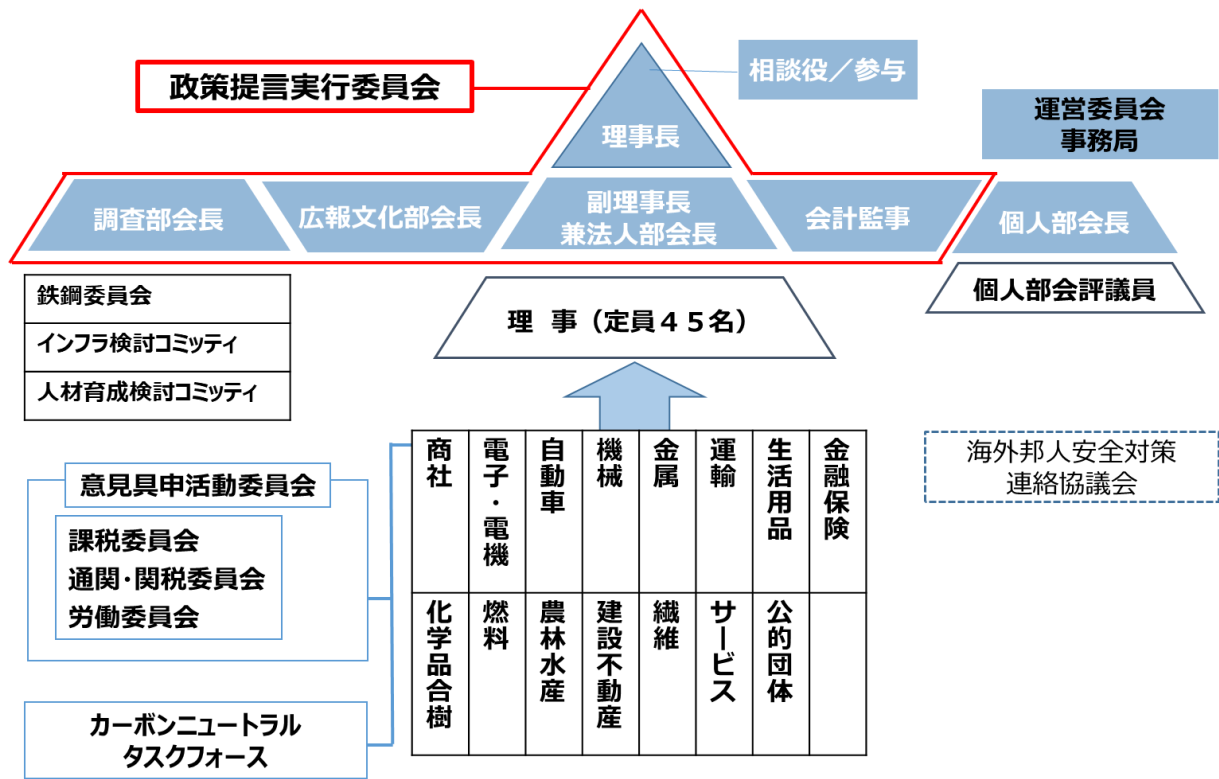 政策提言実行委員会
相談役／参与
理事長
運営委員会
事務局
調査部会長
広報文化部会長
副理事長
兼法人部会長
会計監事
個人部会長
個人部会評議員
鉄鋼委員会
インフラ検討コミッティ
人材育成検討コミッティ
理 事（定員４５名）
商社
電子・電機
自動車
機械
金属
運輸
生活用品
金融保険
化学品合樹
燃料
農林水産
建設不動産
繊維
サービス
公的団体
海外邦人安全対策
連絡協議会
意見具申活動委員会
課税委員会
通関・関税委員会
労働委員会
カーボンニュートラル
タスクフォース